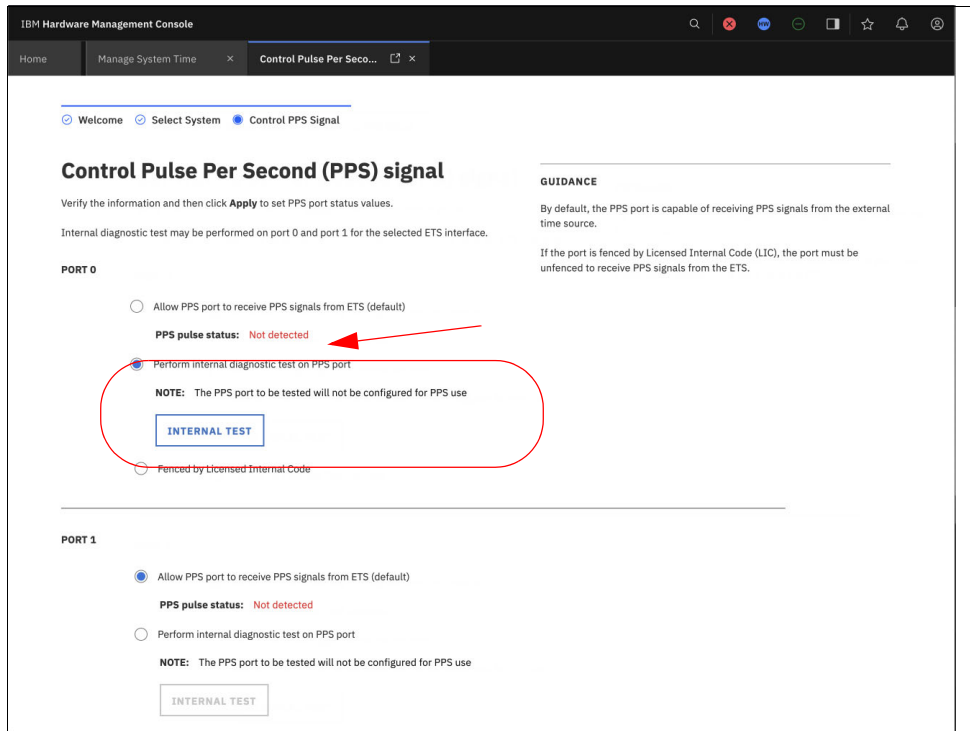 IBM Hardware Management Console
HW
Home
Manage System Time
Control Pulse Per Seco...
Welcome
Select System
Control PPS Signal
Control Pulse Per Second (PPS) signal
Verify the information and then click Apply to set PPS port status values.
Internal diagnostic test may be performed on port 0 and port 1 for the selected ETS interface.
GUIDANCE
By default, the PPS port is capable of receiving PPS signals from the external
time source.
If the port is fenced by Licensed Internal Code (LIC), the port must be
unfenced to receive PPS signals from the ETS.
PORT 0
Allow PPS port to receive PPS signals from ETS (default)
PPS pulse status: Not detected
Perform internal diagnostic test on PPS port
NOTE: The PPS port to be tested will not be configured for PPS use
INTERNAL TEST
Fenced by Licensed Internal Code
PORT 1
Allow PPS port to receive PPS signals from ETS (default)
PPS pulse status: Not detected
Perform internal diagnostic test on PPS port
NOTE: The PPS port to be tested will not be configured for PPS use
INTERNAL TEST